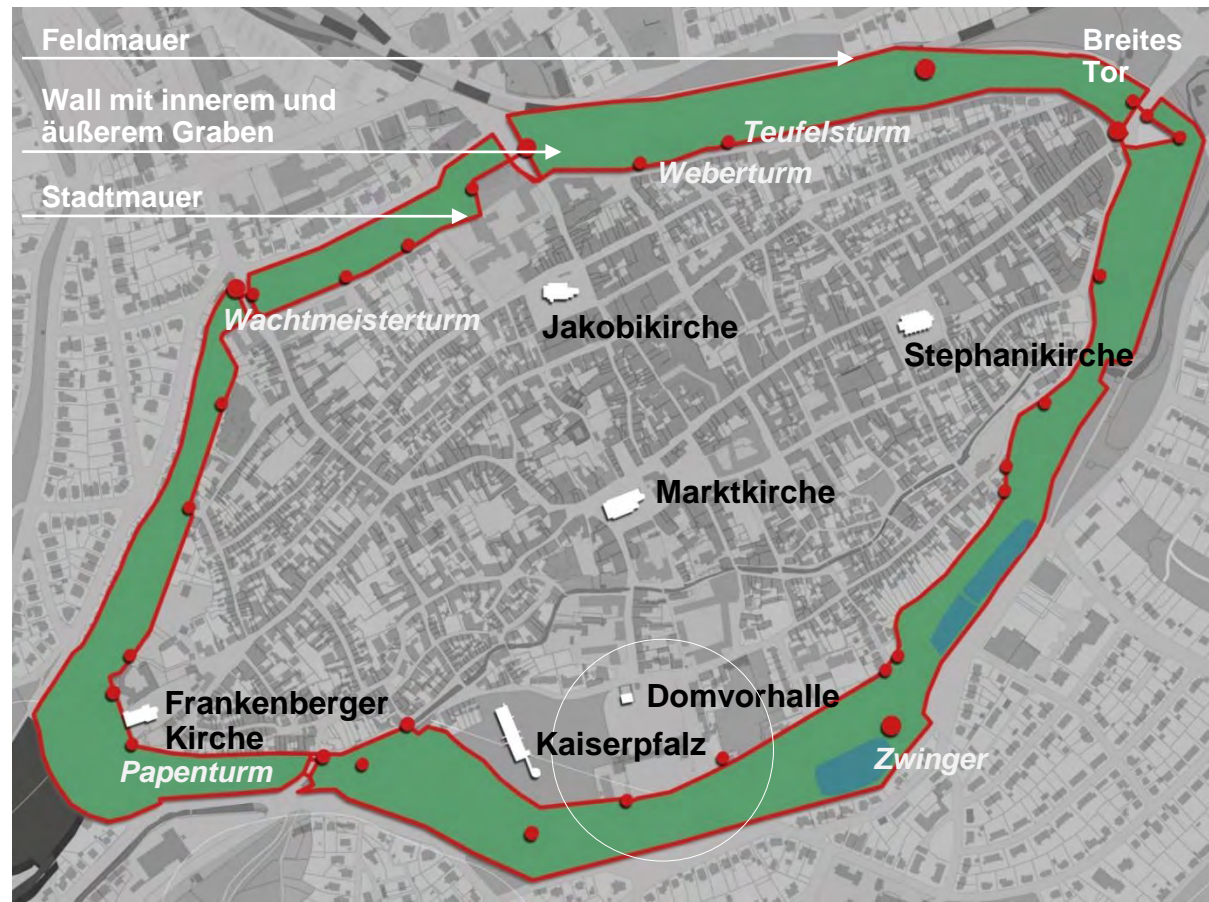 Feldmauer
Breites
Tor
Wall mit innerem und
äußerem Graben
Teufelsturm
Weberturm
Stadtmauer
Wachtmeisterturm
Jakobikirche
Stephanikirche
Marktkirche
Frankenberger
Kirche
Domvorhalle
Kaiserpfalz
Papenturm
Zwinger